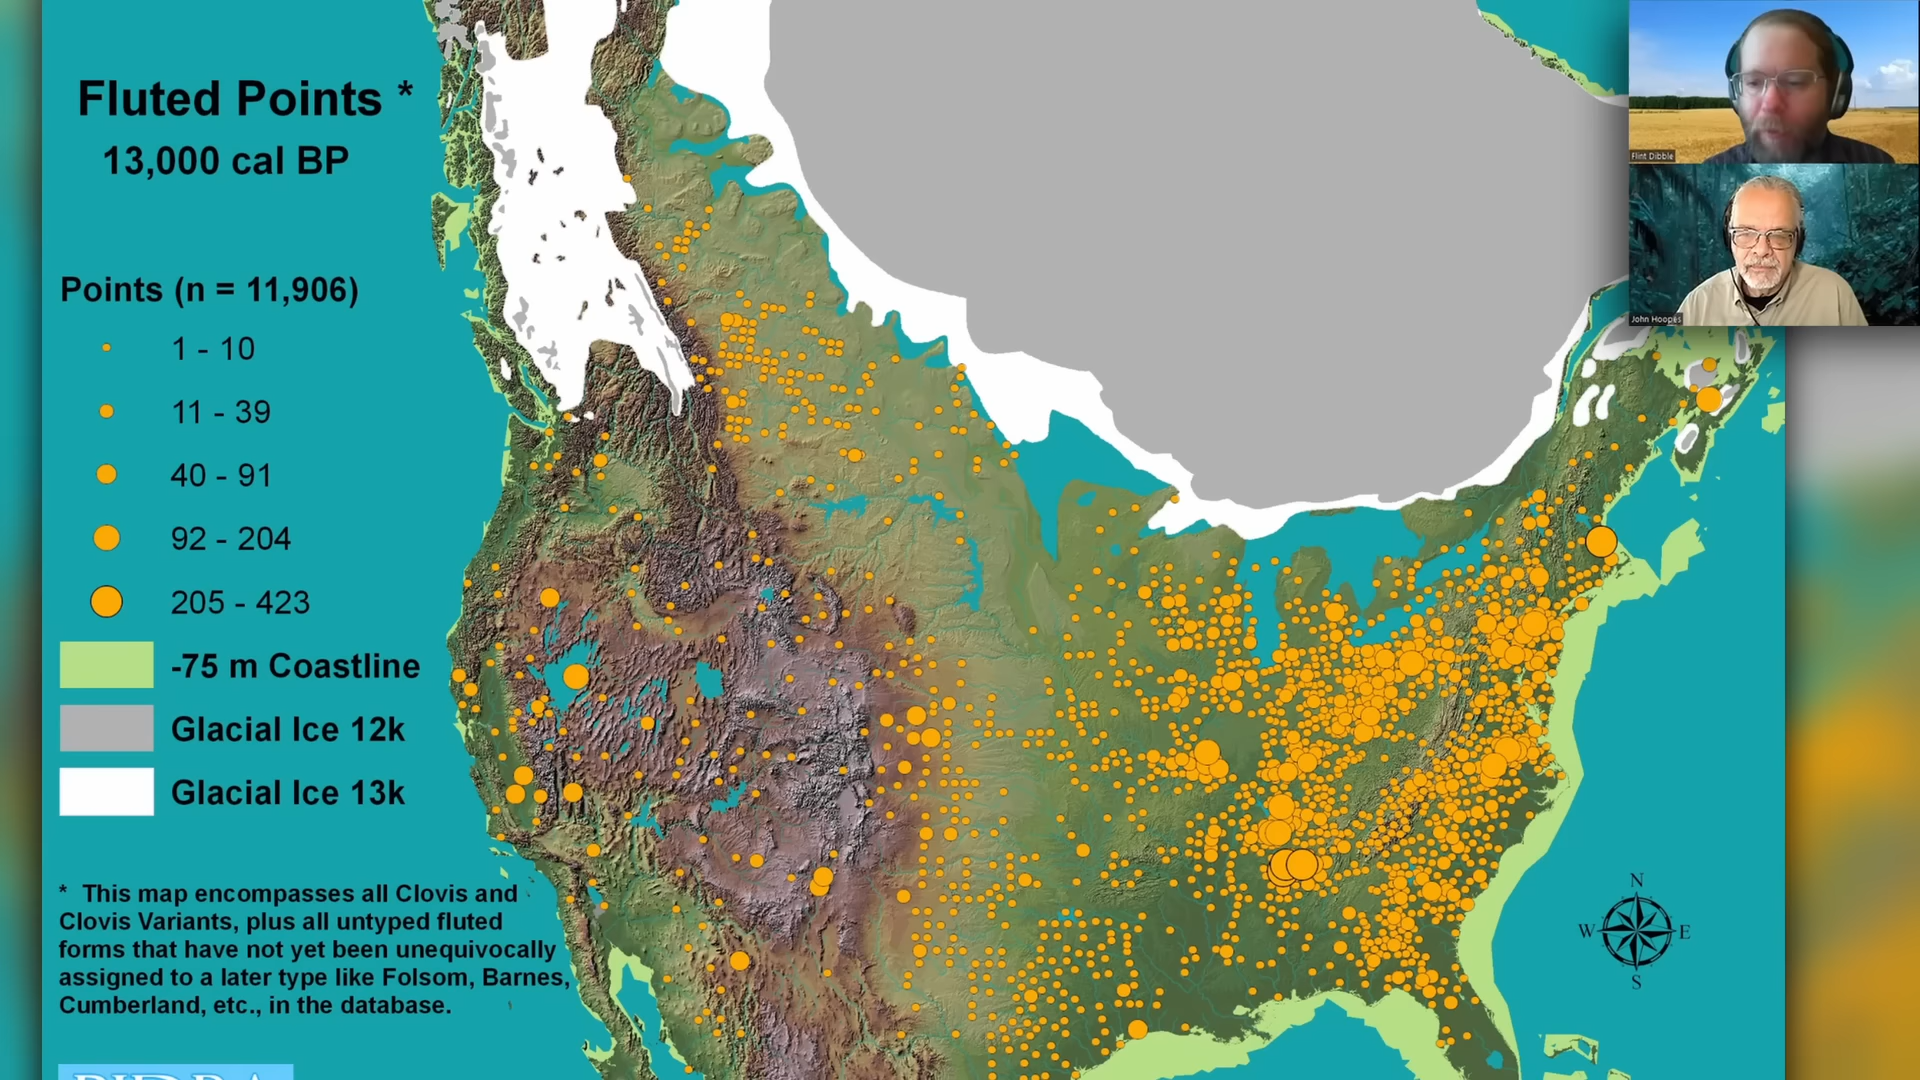 Fluted Points *
13,000 cal BP
Points (n = 11,906)
1 - 10
11 - 39
40 - 91
92 - 204
205 - 423
-75 m Coastline
Glacial Ice 12k
Glacial Ice 13k
* This map encompasses all Clovis and
Clovis Variants, plus all untyped fluted
forms that have not yet been unequivocally
assigned to a later type like Folsom, Barnes,
Cumberland, etc., in the database.
Flint Dibble
John Hoopes
N
W E
S